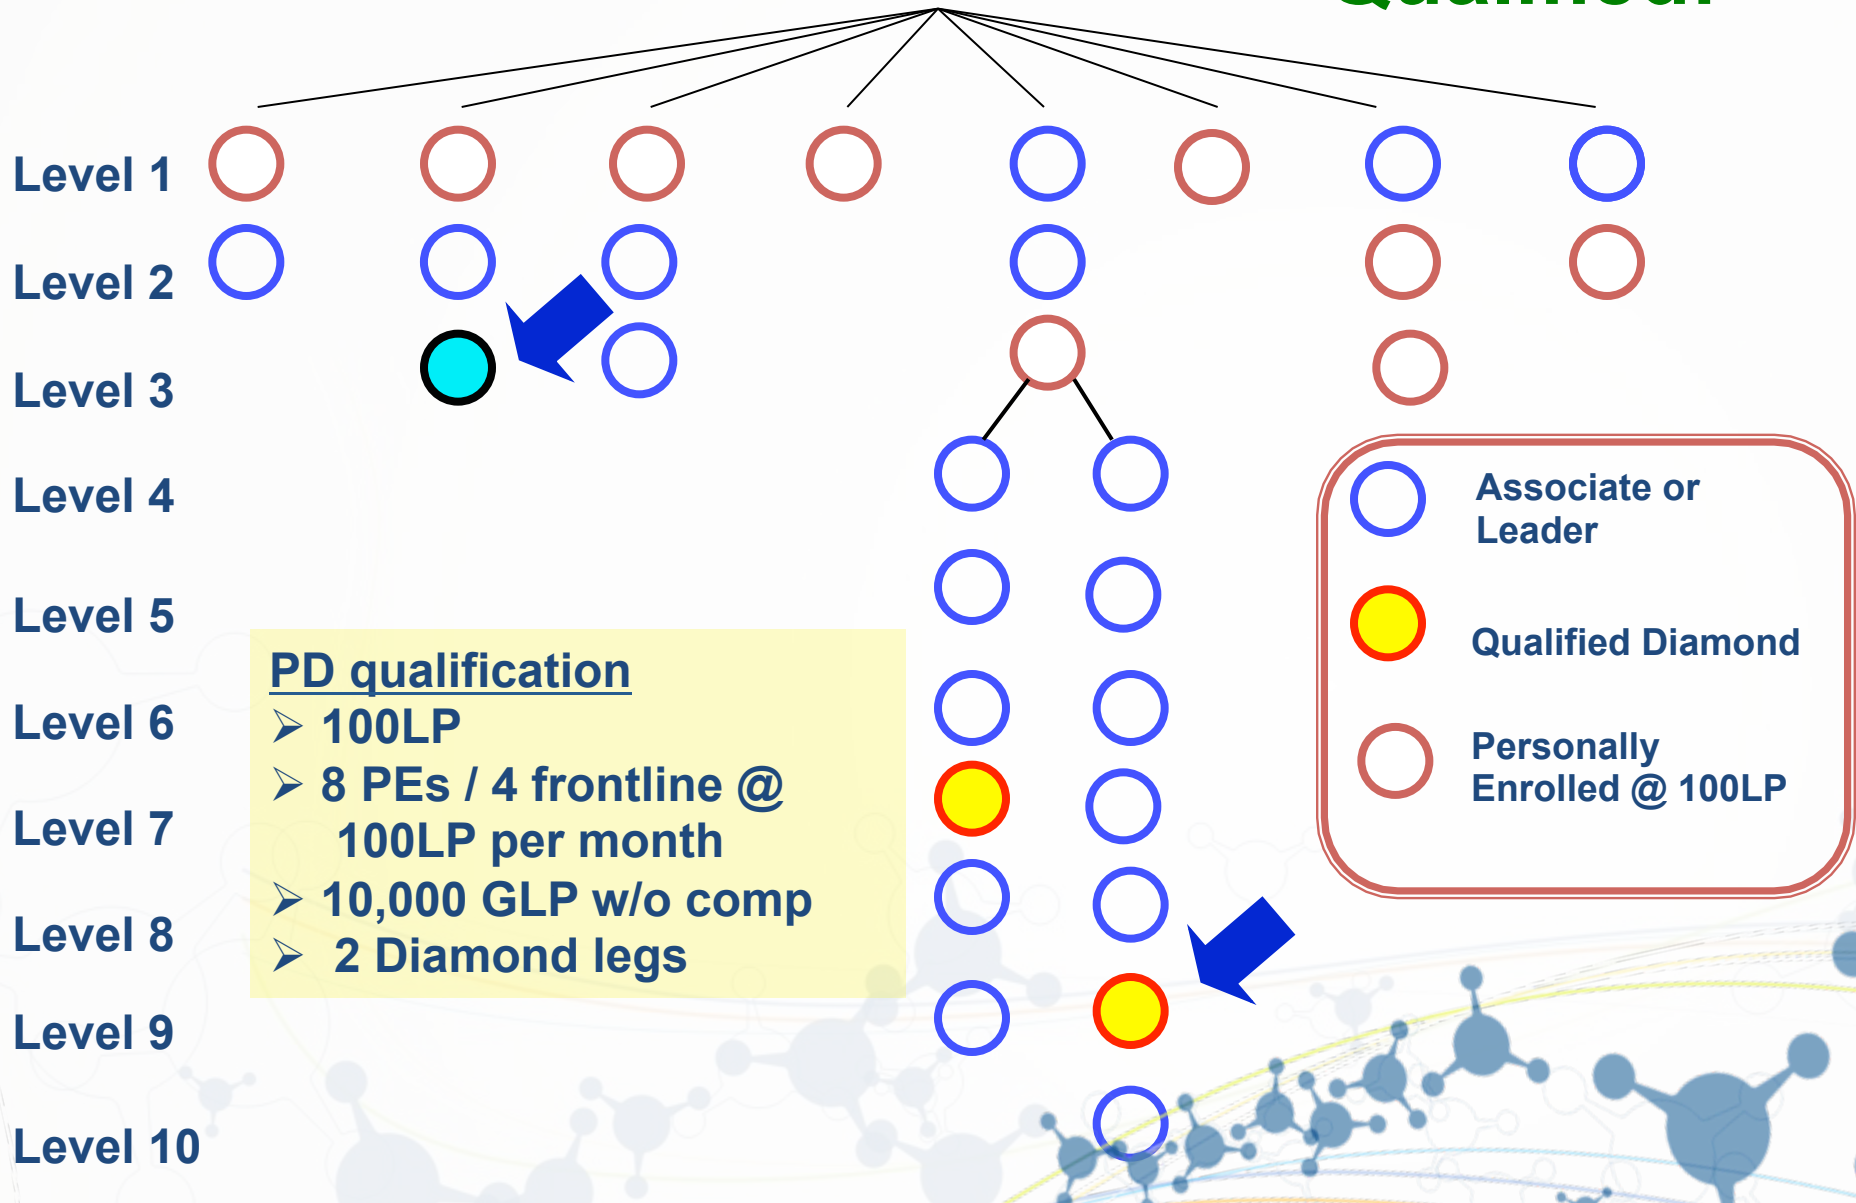 Level 1
Level 2
Level 3
Level 4
Level 5
Level 6
Level 7
Level 8
Level 9
Level 10
PD qualification
➢ 100LP
➢ 8 PEs / 4 frontline @
100LP per month
➢ 10,000 GLP w/o comp
➢ 2 Diamond legs
Associate or
Leader
Qualified Diamond
Personally
Enrolled @ 100LP